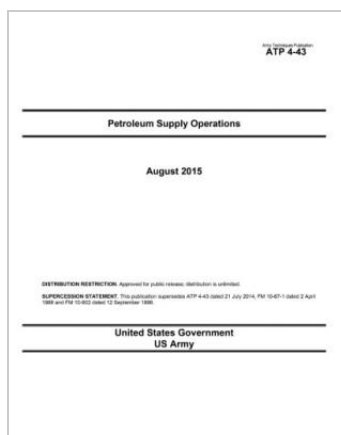 Army Techniques Publication
ATP 4-43
Petroleum Supply Operations
August 2015
DISTRIBUTION RESTRICTION. Approved for public release; distribution is unlimited.
SUPERCESSION STATEMENT. This publication supersedes ATP 4-43 dated 21 July 2014, FM 10-67-1 dated 2 April
1998 and FM 10-602 dated 12 September 1996
United States Government
US Army